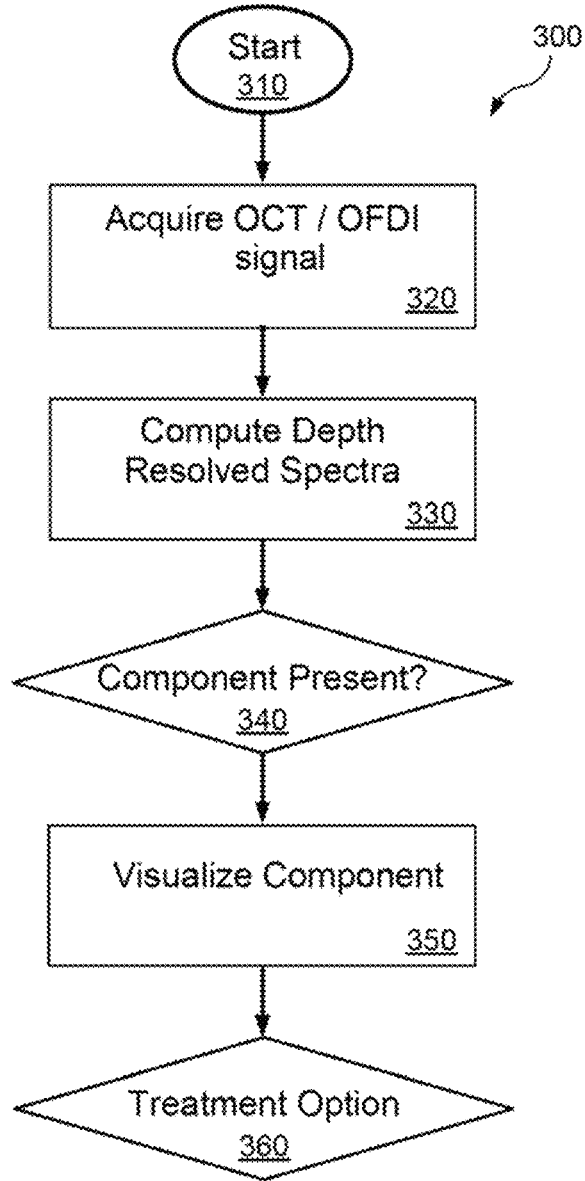 Start
310
300
Acquire OCT / OFDI
signal
320
Compute Depth
Resolved Spectra
330
Component Present?
340
Visualize Component
350
Treatment Option
360